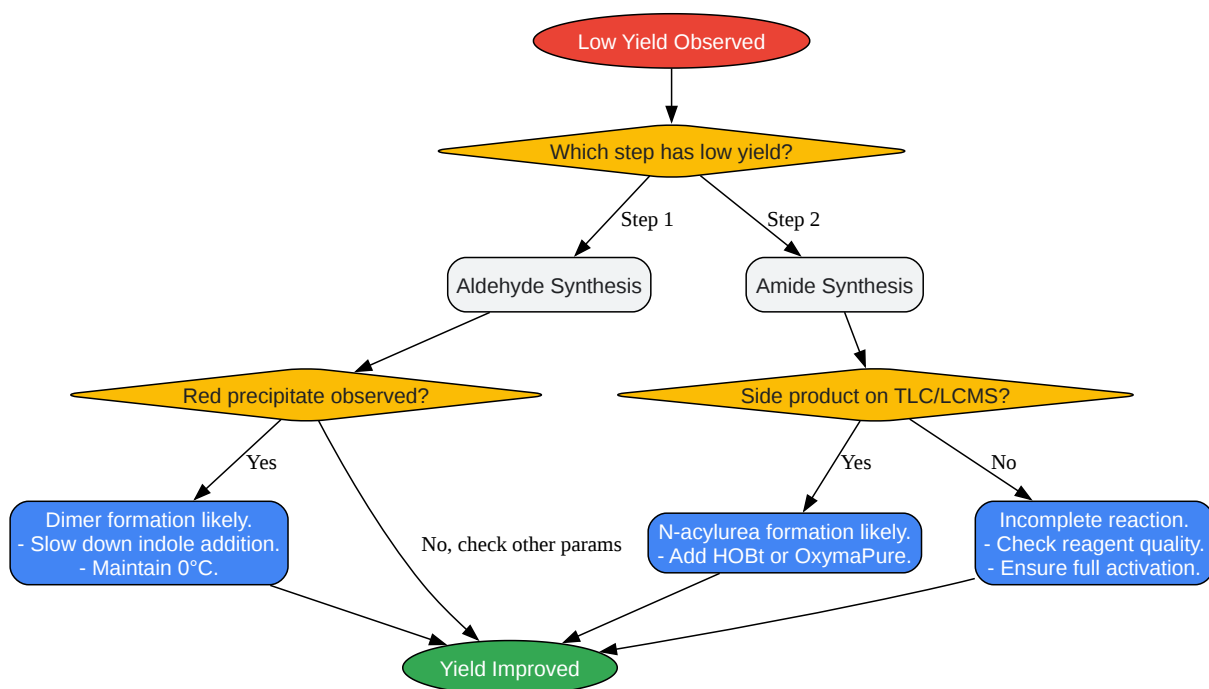 Low Yield Observed
Which step has low yield?
Step 1
Step 2
Aldehyde Synthesis
Amide Synthesis
Red precipitate observed?
Side product on TLC/LCMS?
Yes
Yes
No
Dimer formation likely.
- Slow down indole addition.
- Maintain 0°C.
No, check other params
N-acylurea formation likely.
- Add HOBt or OxymaPure.
Incomplete reaction.
- Check reagent quality.
- Ensure full activation.
Yield Improved